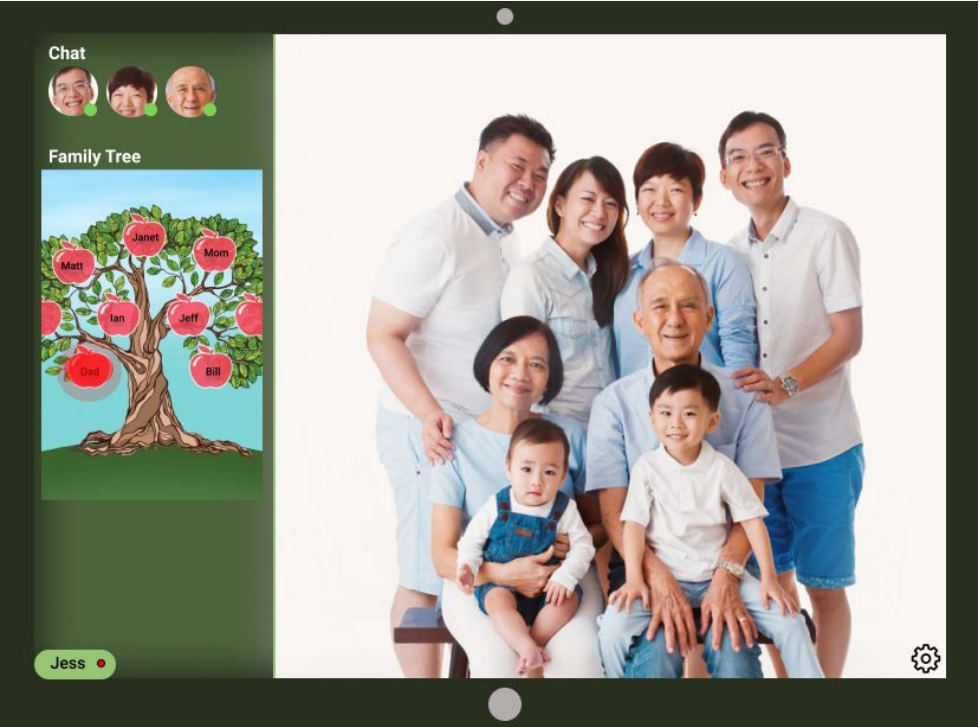 Chat
Family Tree
Janet
Mom
Matt
Ian
Jeff
Dad
Bill
Jess